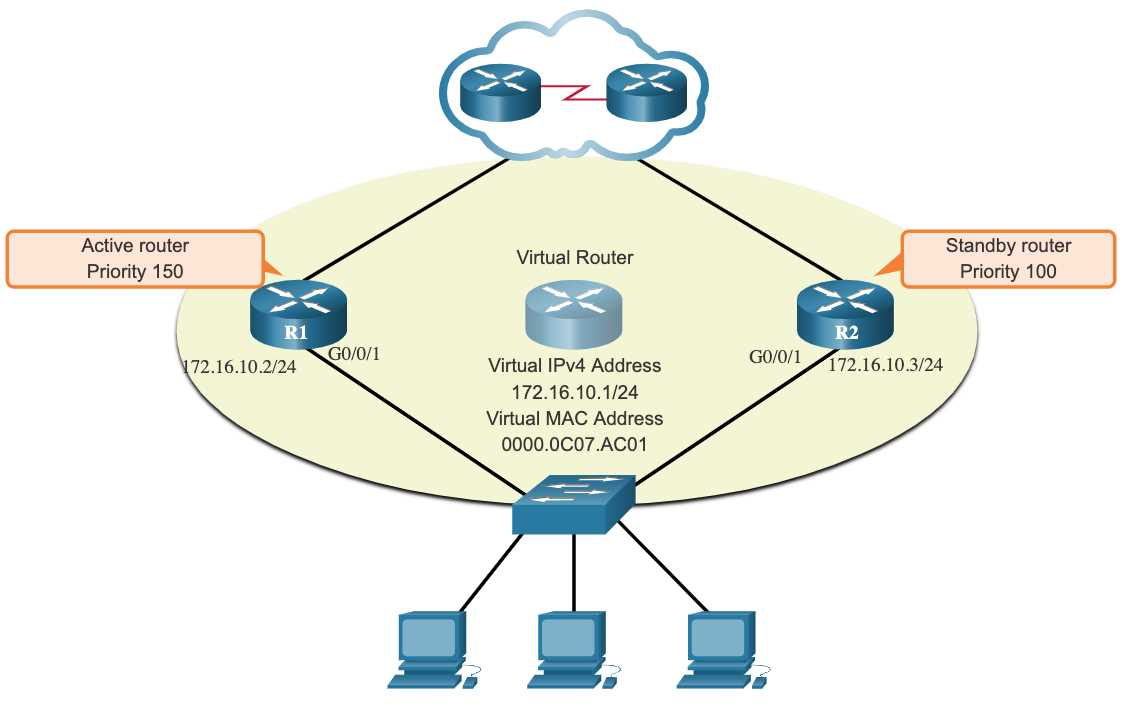 Active router
Priority 150
Standby router
Priority 100
Virtual Router
R1
R2
G0/0/1
172.16.10.2/24
G0/0/1
172.16.10.3/24
Virtual IPv4 Address
172.16.10.1/24
Virtual MAC Address
0000.0C07.AC01